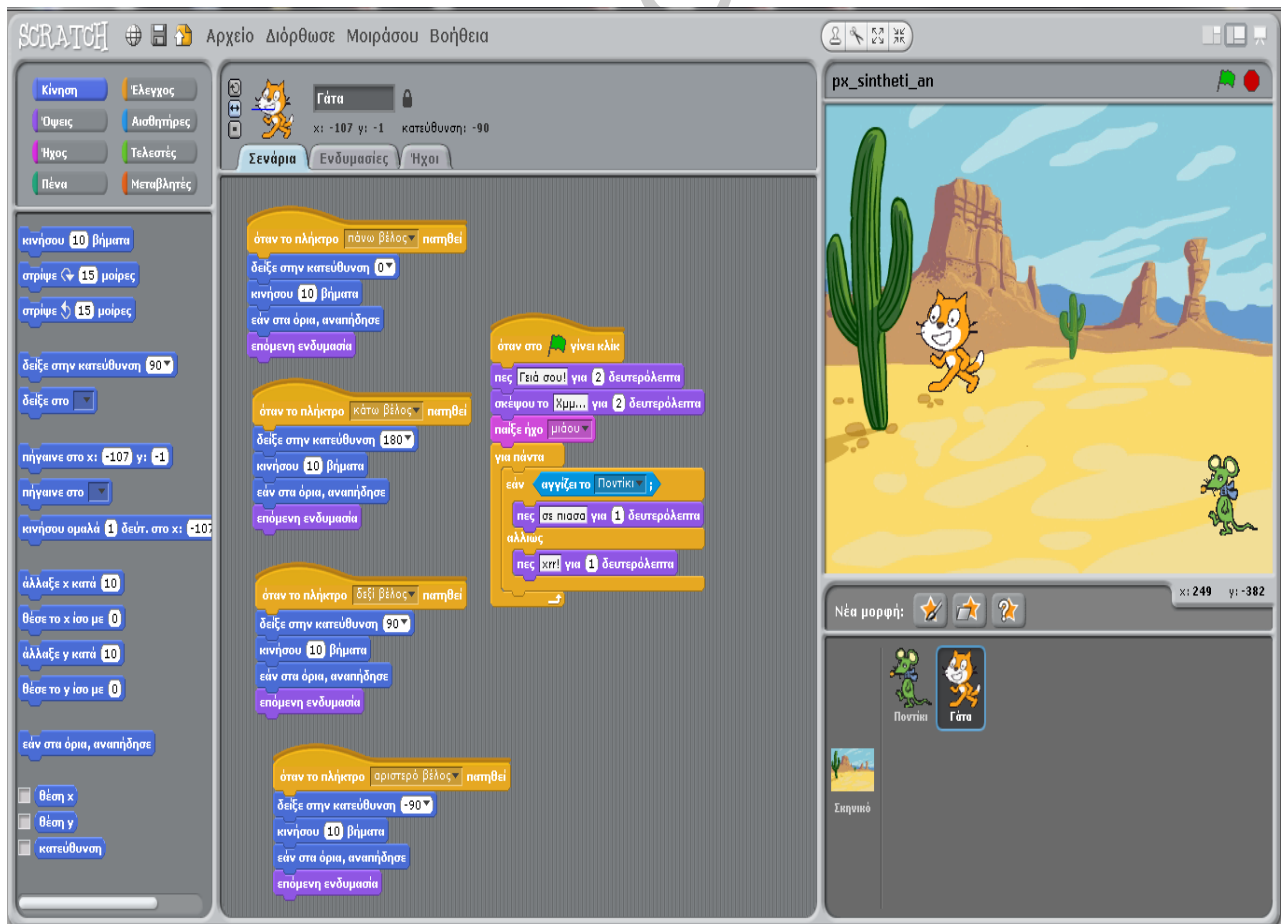 SCRATCH Αρχείο Διόρθωσε Μοιράσου Βοήθεια
Κίνηση Έλεγχος
Όψεις Αισθητήρες
Ήχος Τελεστές
Πένα Μεταβλητές
κινήσου 10 βήματα
στρίψε 15 μοίρες
στρίψε 15 μοίρες
δείξε στην κατεύθυνση 90
δείξε στο
πήγαινε στο x: -107 y: -1
πήγαινε στο
κινήσου ομαλά 1 δεύτ. στο x: -107
άλλαξε x κατά 10
θέσε το x ίσο με 0
άλλαξε y κατά 10
θέσε το y ίσο με 0
εάν στα όρια, αναπήδησε
θέση x
θέση y
κατεύθυνση
Γάτα
x: -107 y: -1 κατεύθυνση: -90
Σενάρια Ενδυμασίες Ήχοι
όταν το πλήκτρο πάνω βέλος πατηθεί
δείξε στην κατεύθυνση 0
κινήσου 10 βήματα
εάν στα όρια, αναπήδησε
επόμενη ενδυμασία
όταν το πλήκτρο κάτω βέλος πατηθεί
δείξε στην κατεύθυνση 180
κινήσου 10 βήματα
εάν στα όρια, αναπήδησε
επόμενη ενδυμασία
όταν το πλήκτρο δεξί βέλος πατηθεί
δείξε στην κατεύθυνση 90
κινήσου 10 βήματα
εάν στα όρια, αναπήδησε
επόμενη ενδυμασία
όταν το πλήκτρο αριστερό βέλος πατηθεί
δείξε στην κατεύθυνση -90
κινήσου 10 βήματα
εάν στα όρια, αναπήδησε
επόμενη ενδυμασία
όταν στο γίνει κλίκ
πες Γειά σου! για 2 δευτερόλεπτα
σκέψου το Χμμ... για 2 δευτερόλεπτα
παίξε ήχο μιάου
για πάντα
εάν αγγίζει το Ποντίκι ;
πες σε πιασα για 1 δευτερόλεπτα
αλλιώς
πες xrr! για 1 δευτερόλεπτα
px_sintheti_an
x: 249 y: -382
Νέα μορφή:
Ποντίκι Γάτα
Σκηνικό